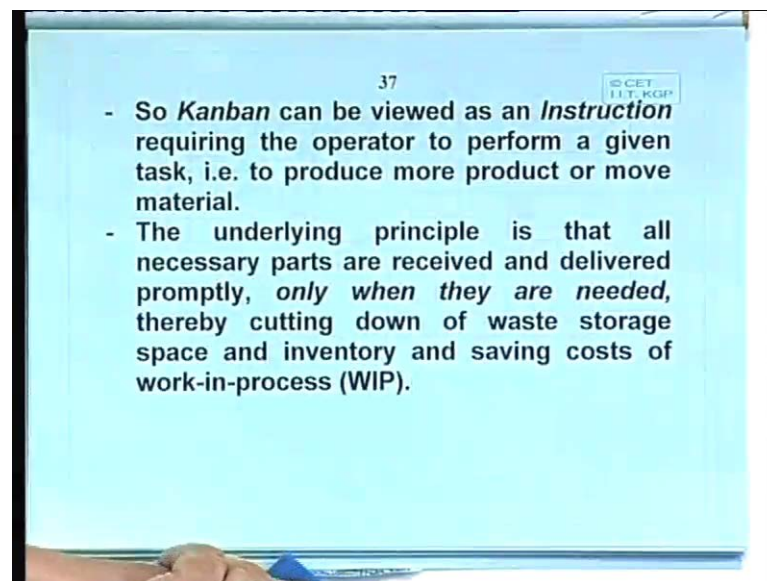 37
© CET
I.I.T. KGP
- So Kanban can be viewed as an Instruction
requiring the operator to perform a given
task, i.e. to produce more product or move
material.
- The underlying principle is that all
necessary parts are received and delivered
promptly, only when they are needed,
thereby cutting down of waste storage
space and inventory and saving costs of
work-in-process (WIP).